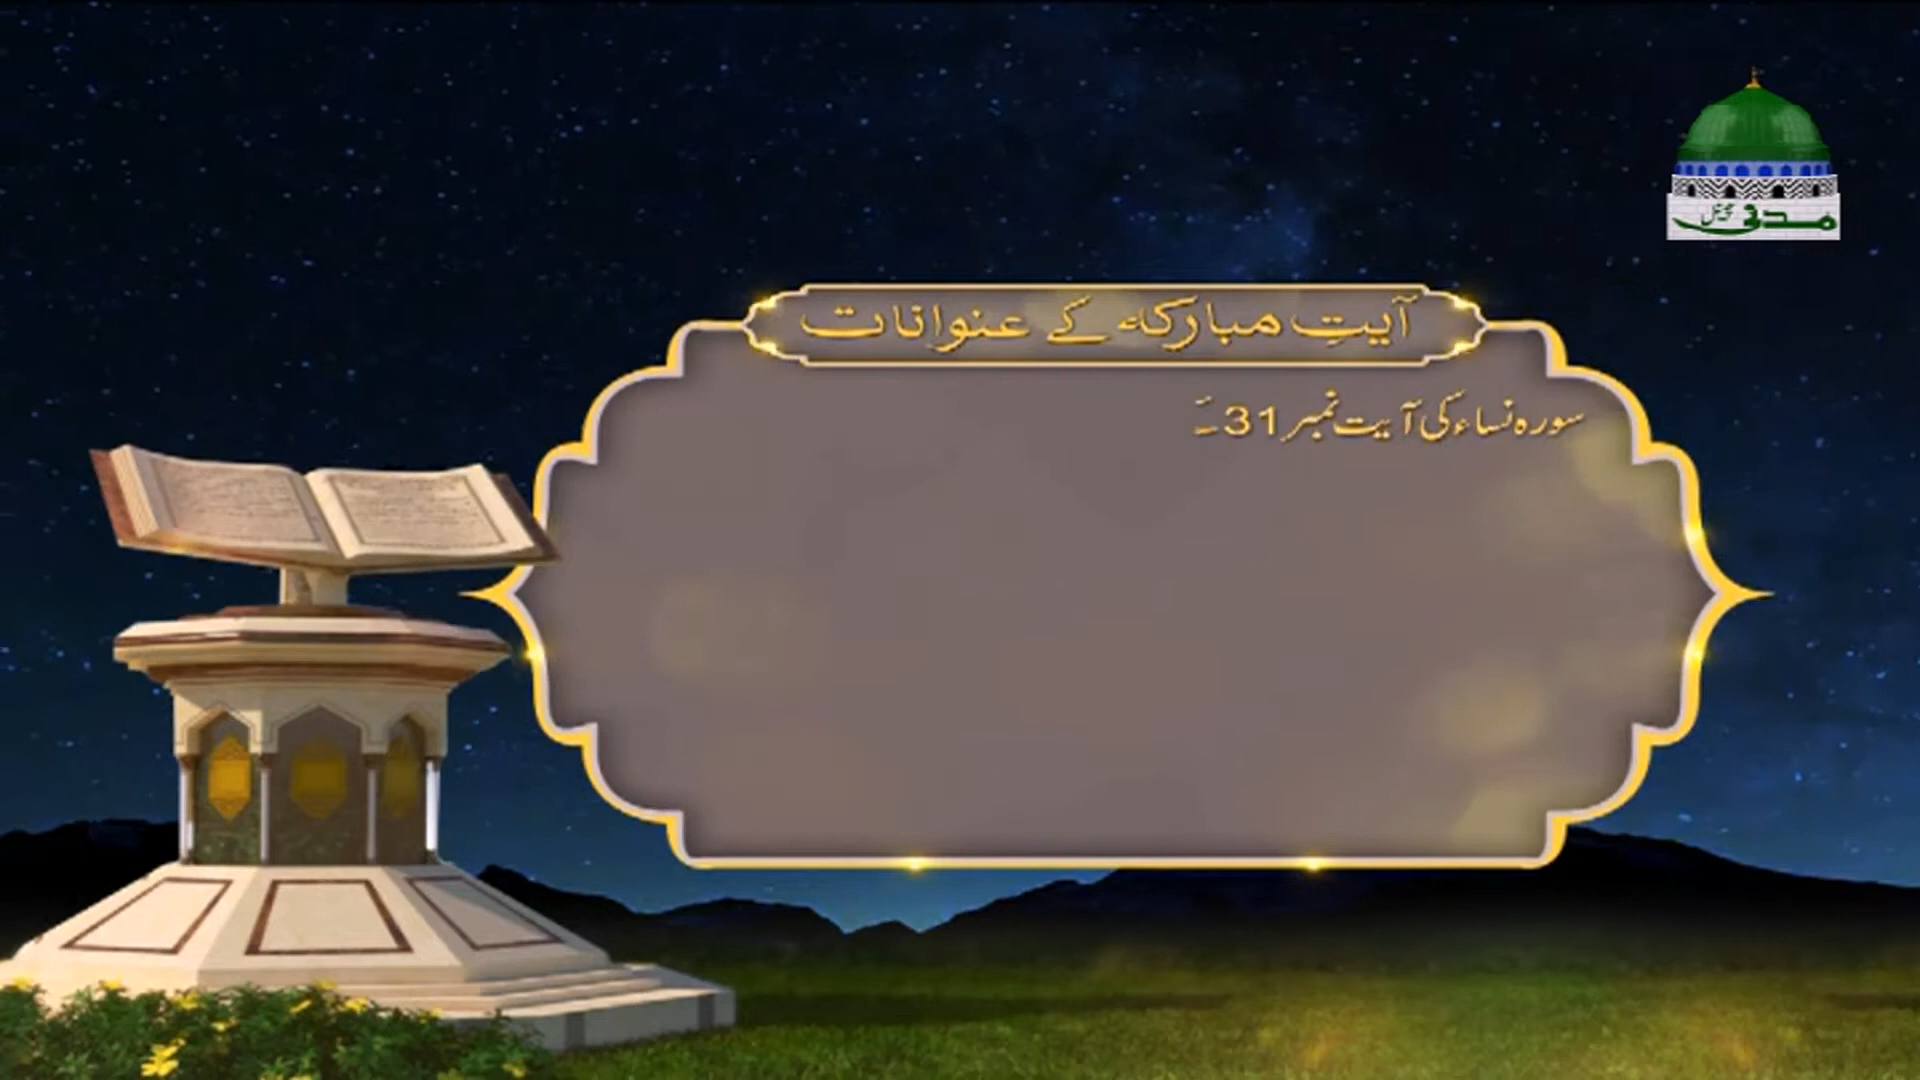 مدنی چینل
آیتِ مبارکہ کے عنوانات
سورہ نساء کی آیت نمبر 31 ـ